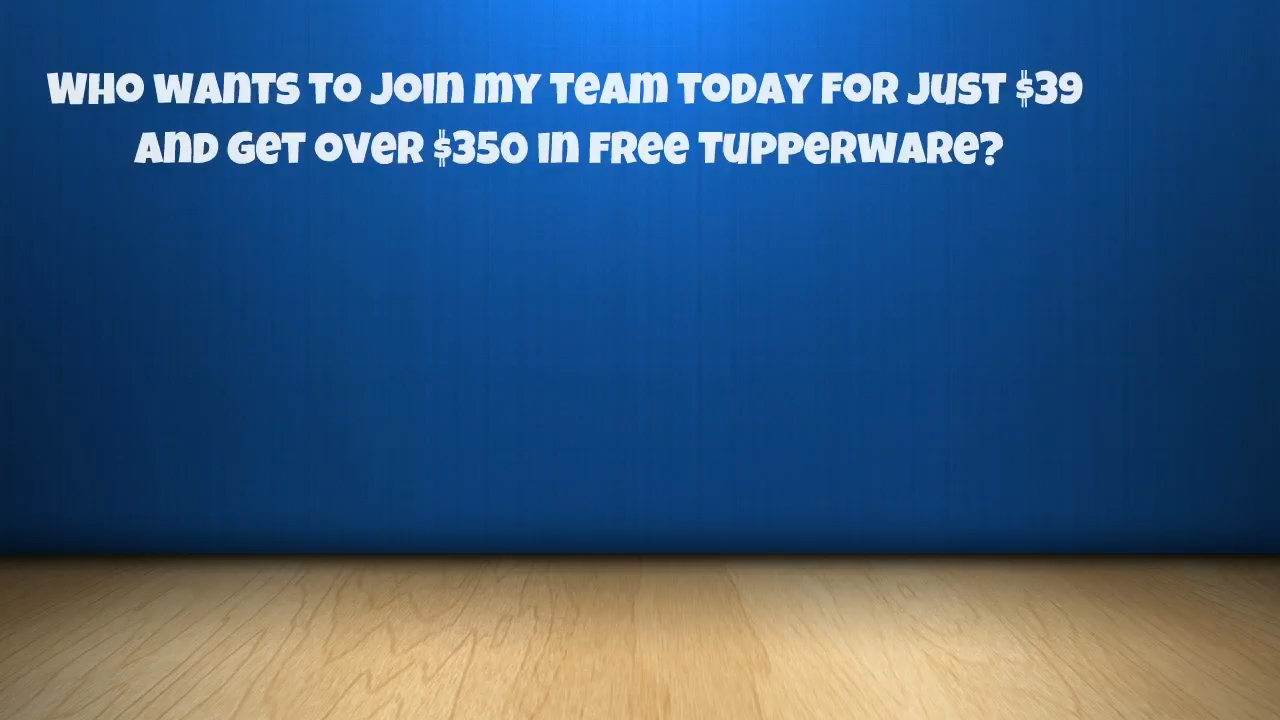 WHO WANTS TO JOIN MY TEAM TODAY FOR JUST $39
AND GET OVER $350 IN FREE TUPPERWARE?